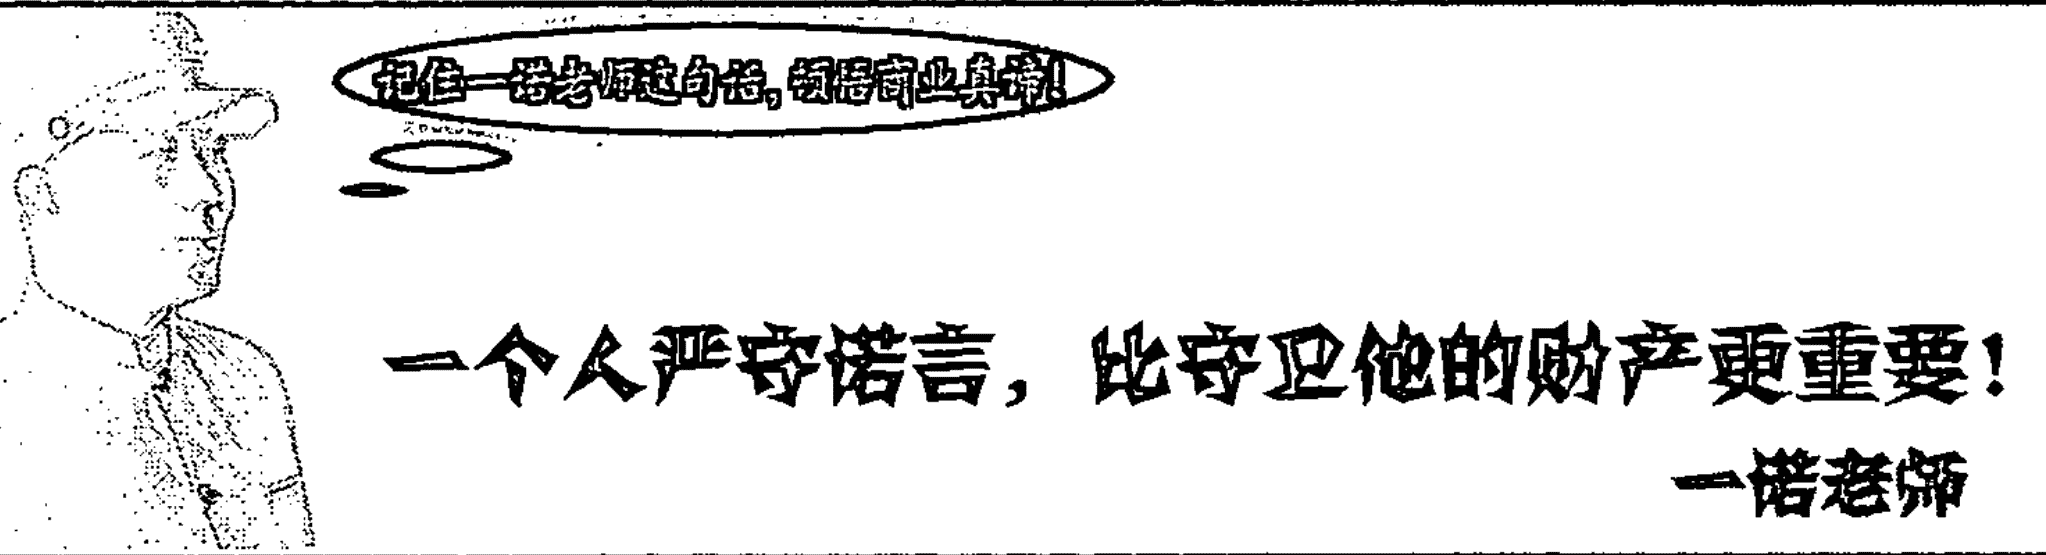 记住一诺老师这句话,领悟商业真谛!
一个人严守诺言，比守卫他的财产更重要！
一诺老师